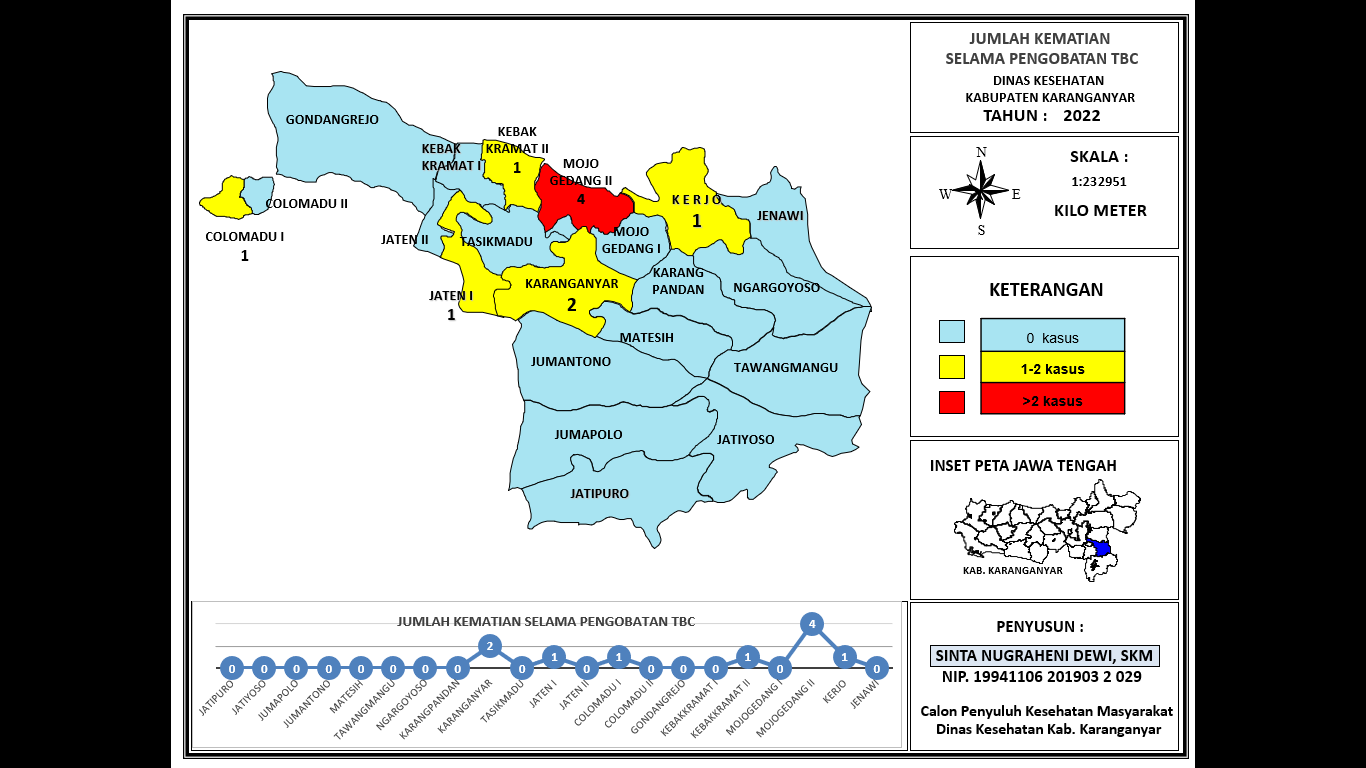 GONDANGREJO
KEBAK
KRAMAT I
KEBAK
KRAMAT II
1
MOJO
GEDANG II
4
K E R J O
1
JENAWI
COLOMADU II
COLOMADU I
1
JATEN II
TASIKMADU
MOJO
GEDANG I
KARANG
PANDAN
NGARGOYOSO
JATEN I
1
KARANGANYAR
2
MATESIH
JUMANTONO
TAWANGMANGU
JUMAPOLO
JATIYOSO
JATIPURO
JUMLAH KEMATIAN
SELAMA PENGOBATAN TBC
DINAS KESEHATAN
KABUPATEN KARANGANYAR
TAHUN : 2022
N
W
E
S
SKALA :
1:232951
KILO METER
KETERANGAN
0 kasus
1-2 kasus
>2 kasus
INSET PETA JAWA TENGAH
KAB. KARANGANYAR
JUMLAH KEMATIAN SELAMA PENGOBATAN TBC
0 0 0 0 0 0 0 0 2 0 1 0 1 0 0 0 1 0 4 1 0
JATIPURO
JATIYOSO
JUMAPOLO
JUMANTONO
MATESIH
TAWANGMANGU
NGARGOYOSO
KARANGPANDAN
KARANGANYAR
TASIKMADU
JATEN I
JATEN II
COLOMADU I
COLOMADU II
GONDANGREJO
KEBAKKRAMAT I
KEBAKKRAMAT II
MOJOGEDANG I
MOJOGEDANG II
KERJO
JENAWI
PENYUSUN :
SINTA NUGRAHENI DEWI, SKM
NIP. 19941106 201903 2 029
Calon Penyuluh Kesehatan Masyarakat
Dinas Kesehatan Kab. Karanganyar